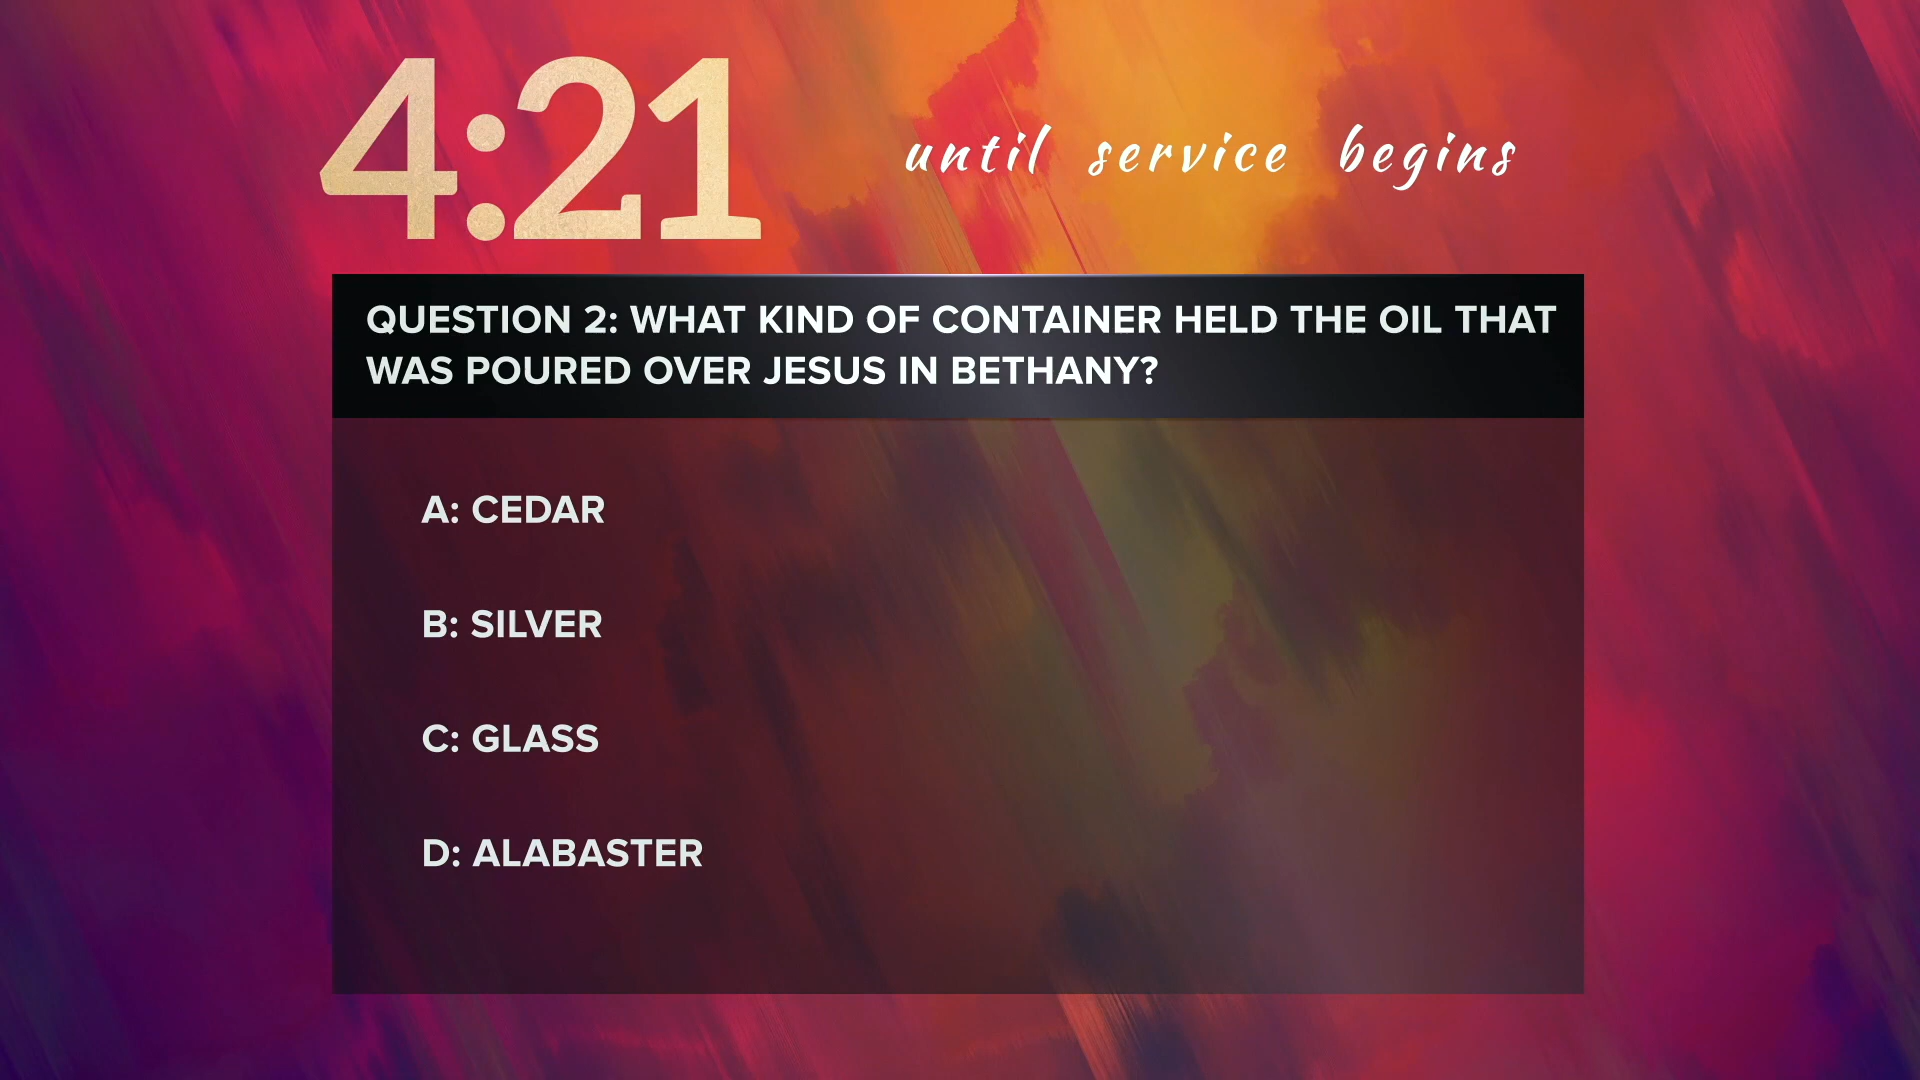 4:21
until service begins
QUESTION 2: WHAT KIND OF CONTAINER HELD THE OIL THAT
WAS POURED OVER JESUS IN BETHANY?
A: CEDAR
B: SILVER
C: GLASS
D: ALABASTER